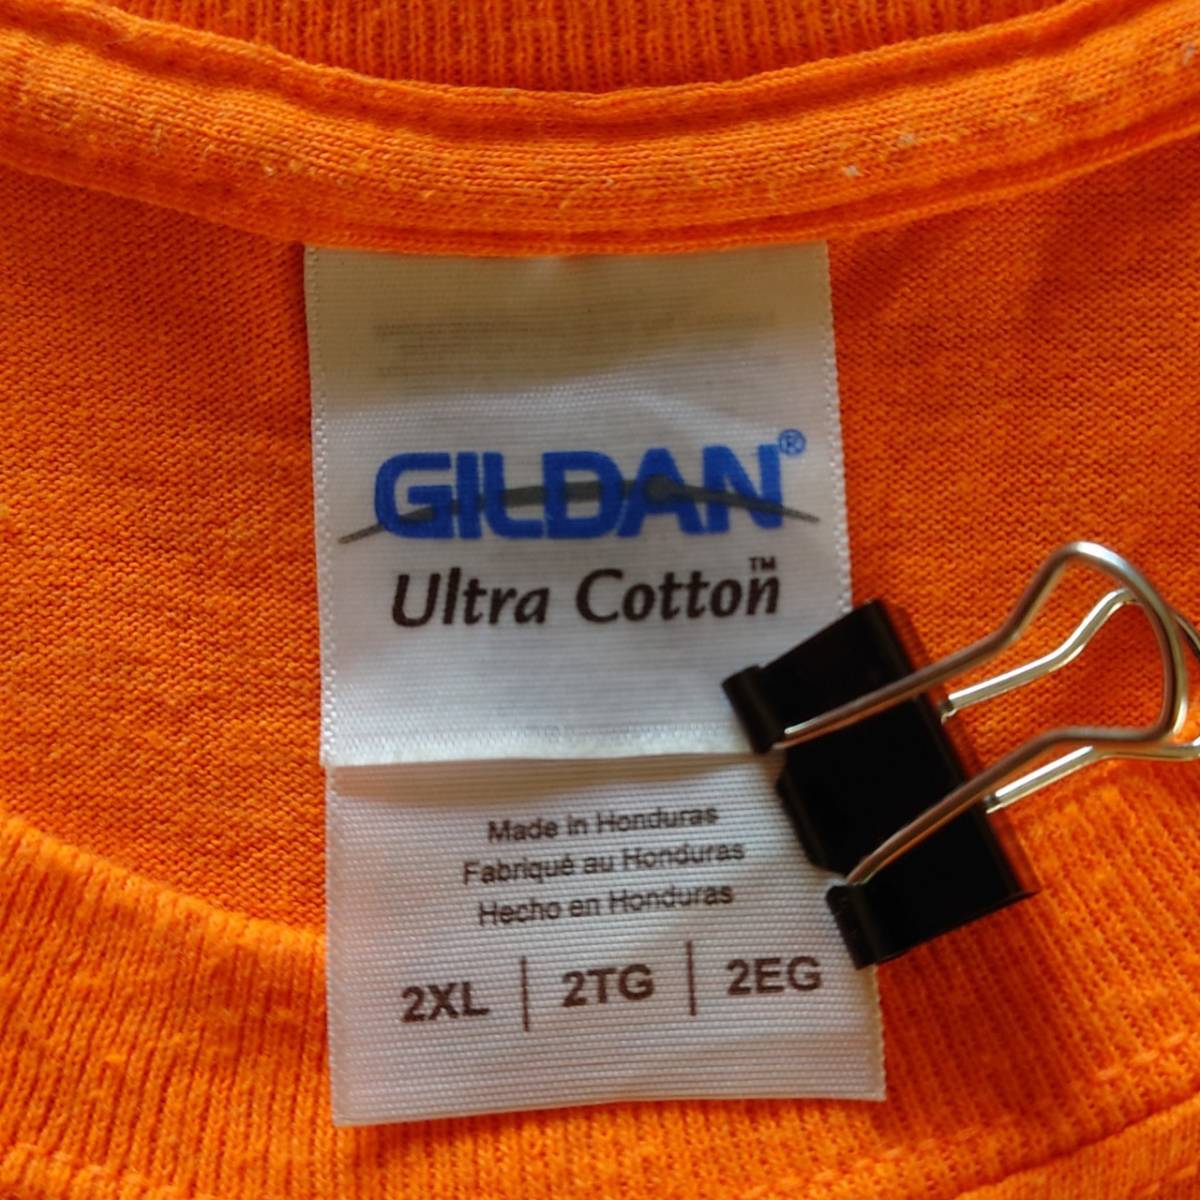 GILDAN®
Ultra Cotton™
Made in Honduras
Fabriqué au Honduras
Hecho en Honduras
2XL | 2TG | 2EG